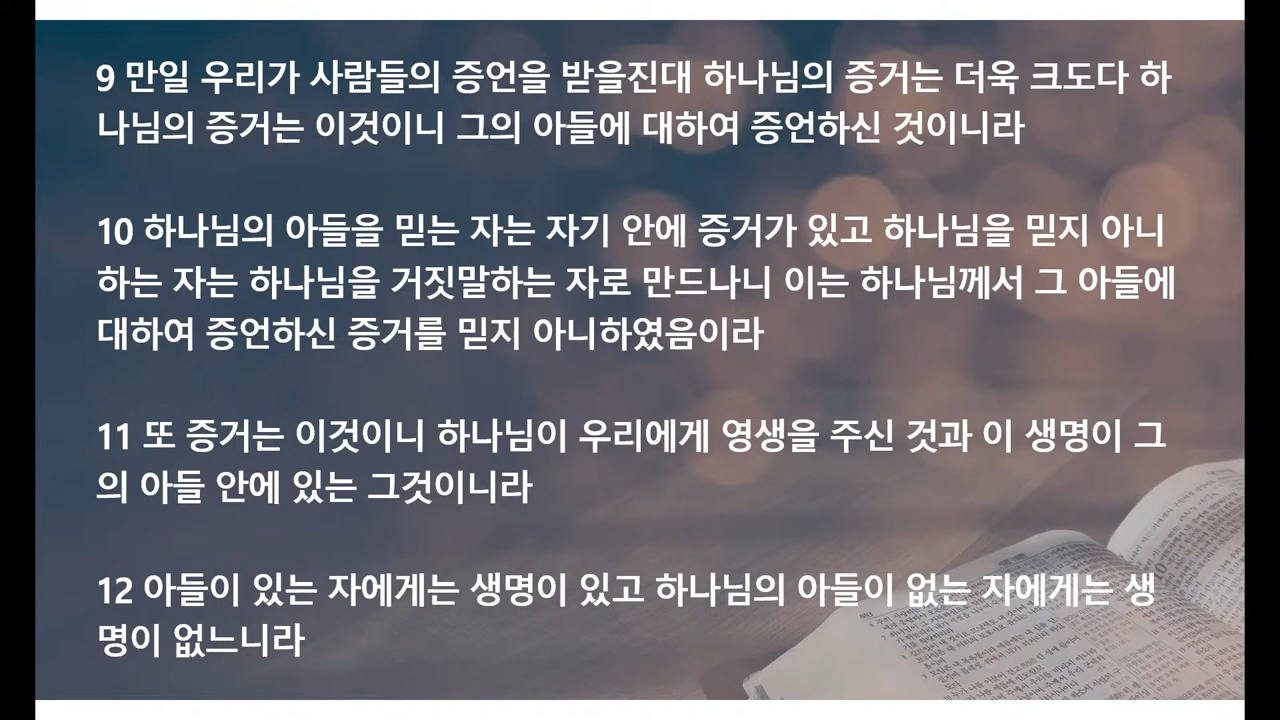 9 만일 우리가 사람들의 증언을 받을진대 하나님의 증거는 더욱 크도다 하
나님의 증거는 이것이니 그의 아들에 대하여 증언하신 것이니라
10 하나님의 아들을 믿는 자는 자기 안에 증거가 있고 하나님을 믿지 아니
하는 자는 하나님을 거짓말하는 자로 만드나니 이는 하나님께서 그 아들에
대하여 증언하신 증거를 믿지 아니하였음이라
11 또 증거는 이것이니 하나님이 우리에게 영생을 주신 것과 이 생명이 그
의 아들 안에 있는 그것이니라
12 아들이 있는 자에게는 생명이 있고 하나님의 아들이 없는 자에게는 생
명이 없느니라